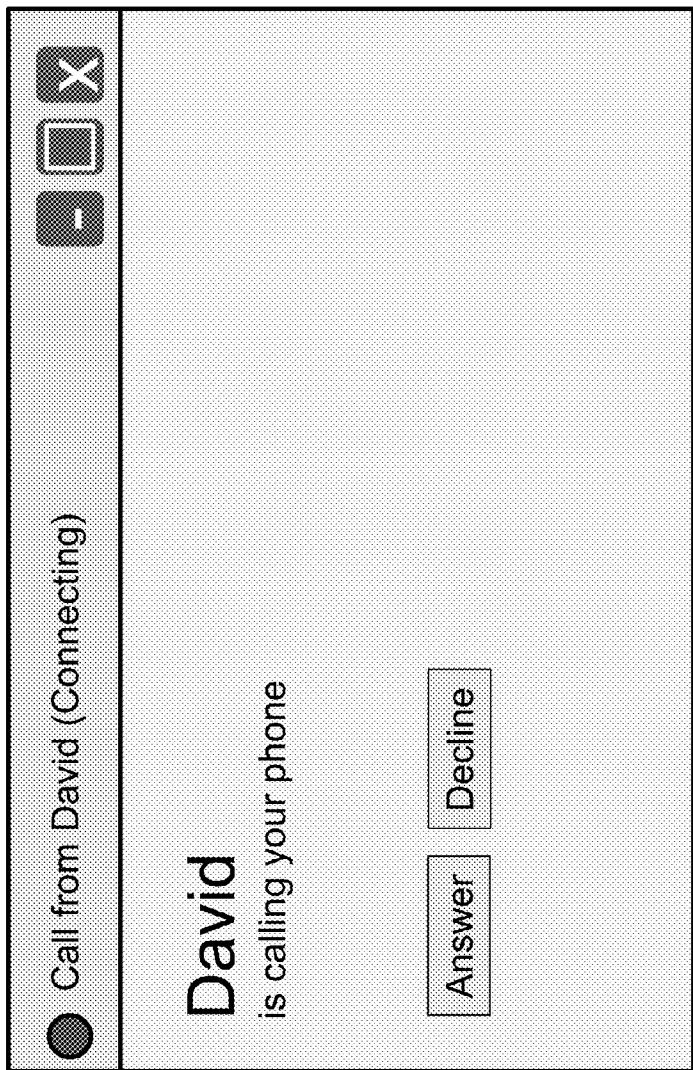 Call from David (Connecting)
David
is calling your phone
Answer
Decline